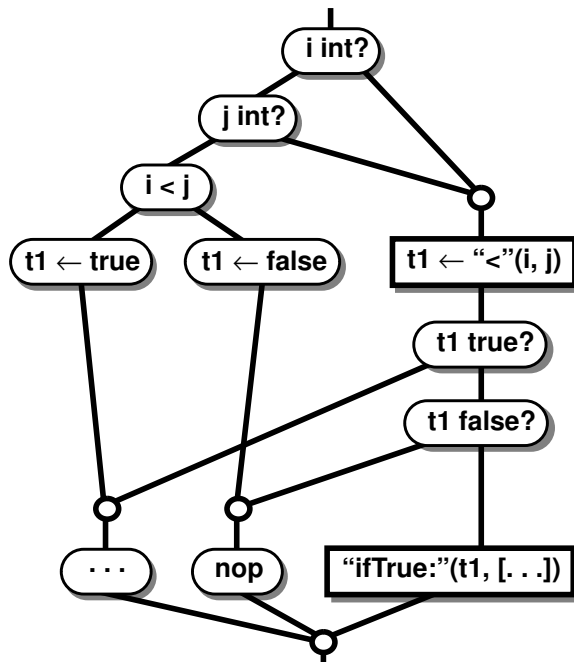 i int?
j int?
i < j
t1 ← true
t1 ← false
t1 ← “<”(i, j)
t1 true?
t1 false?
. . .
nop
“ifTrue:”(t1, [. . .])